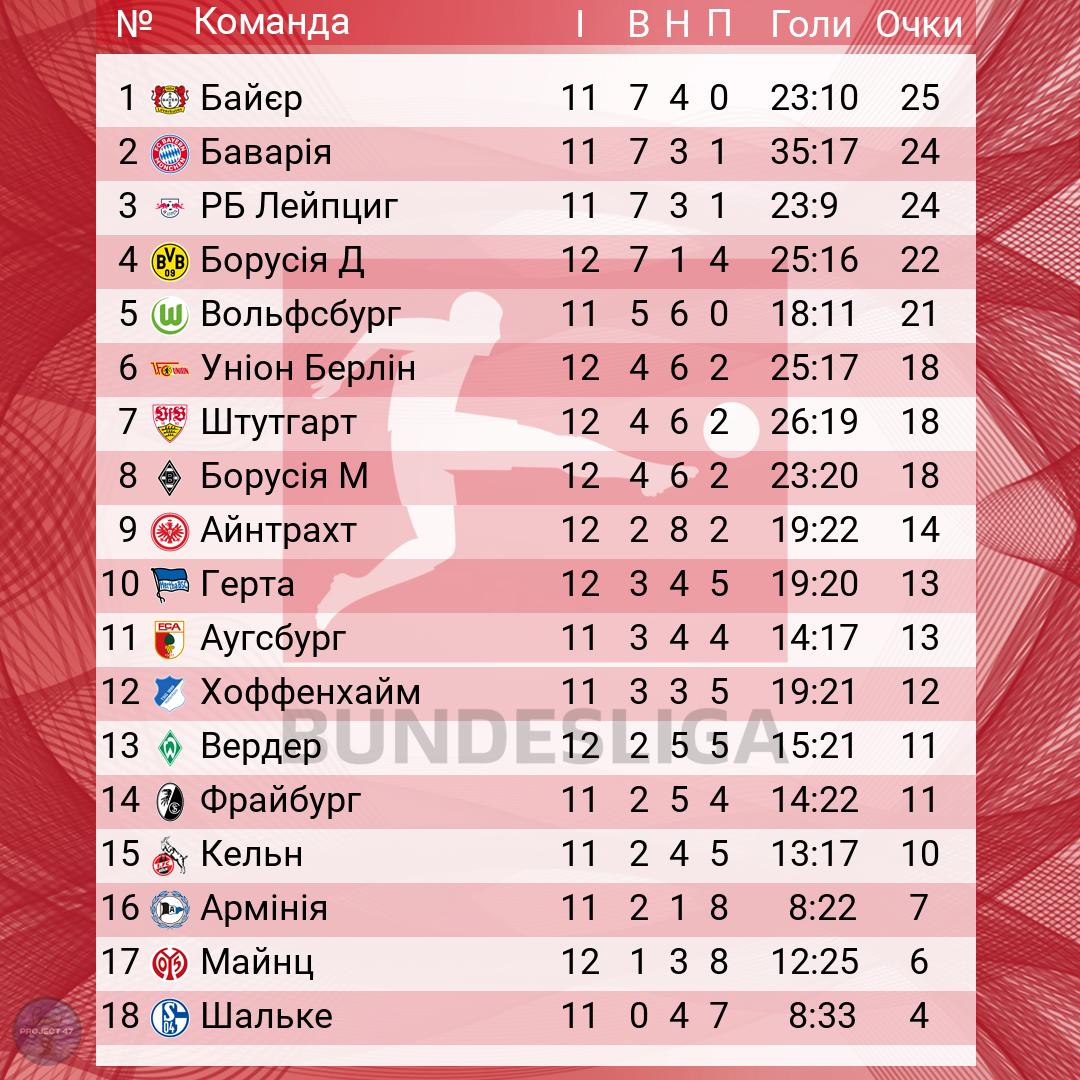 № Команда І В Н П Голи Очки
1 Байєр 11 7 4 0 23:10 25
2 Баварія 11 7 3 1 35:17 24
3 РБ Лейпциг 11 7 3 1 23:9 24
4 Борусія Д 12 7 1 4 25:16 22
5 Вольфсбург 11 5 6 0 18:11 21
6 Уніон Берлін 12 4 6 2 25:17 18
7 Штутгарт 12 4 6 2 26:19 18
8 Борусія М 12 4 6 2 23:20 18
9 Айнтрахт 12 2 8 2 19:22 14
10 Герта 12 3 4 5 19:20 13
11 Аугсбург 11 3 4 4 14:17 13
12 Хоффенхайм 11 3 3 5 19:21 12
BUNDESLIGA
13 Вердер 12 2 5 5 15:21 11
14 Фрайбург 11 2 5 4 14:22 11
15 Кельн 11 2 4 5 13:17 10
16 Армінія 11 2 1 8 8:22 7
17 Майнц 12 1 3 8 12:25 6
18 Шальке 11 0 4 7 8:33 4
PROJECT 47